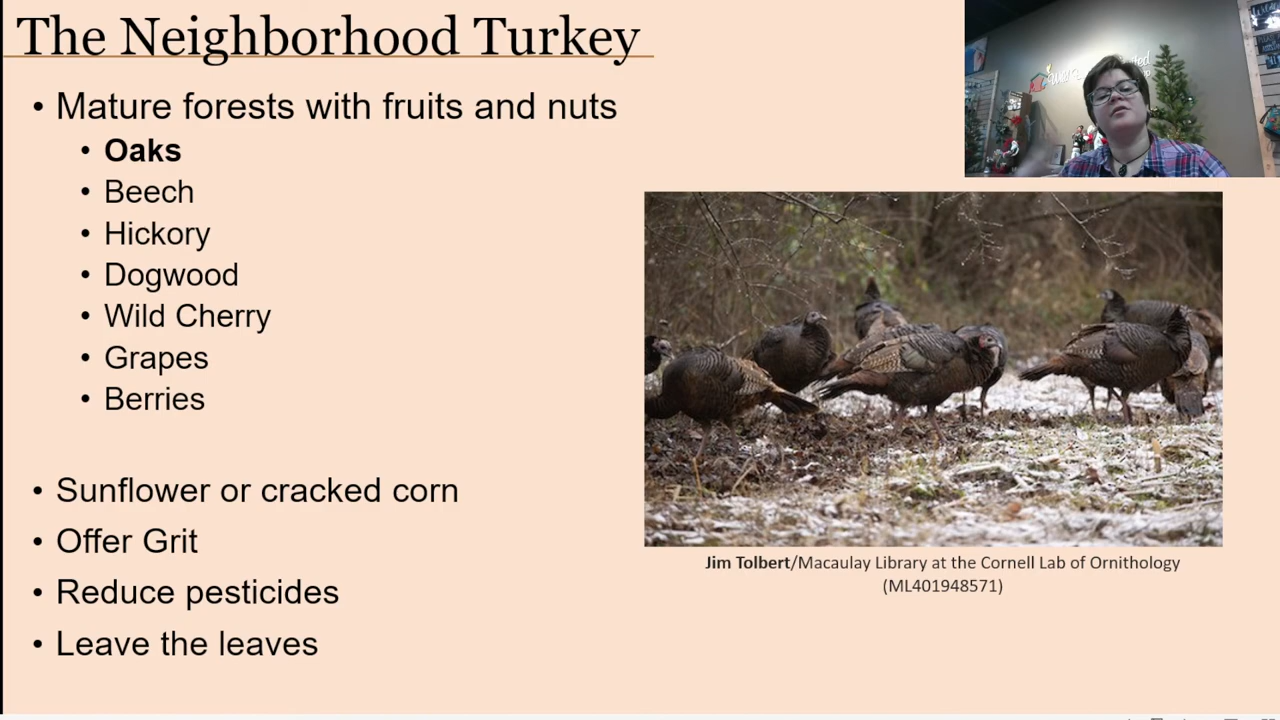 The Neighborhood Turkey
• Mature forests with fruits and nuts
• Oaks
• Beech
• Hickory
• Dogwood
• Wild Cherry
• Grapes
• Berries
• Sunflower or cracked corn
• Offer Grit
• Reduce pesticides
• Leave the leaves
Jim Tolbert/Macaulay Library at the Cornell Lab of Ornithology
(ML401948571)